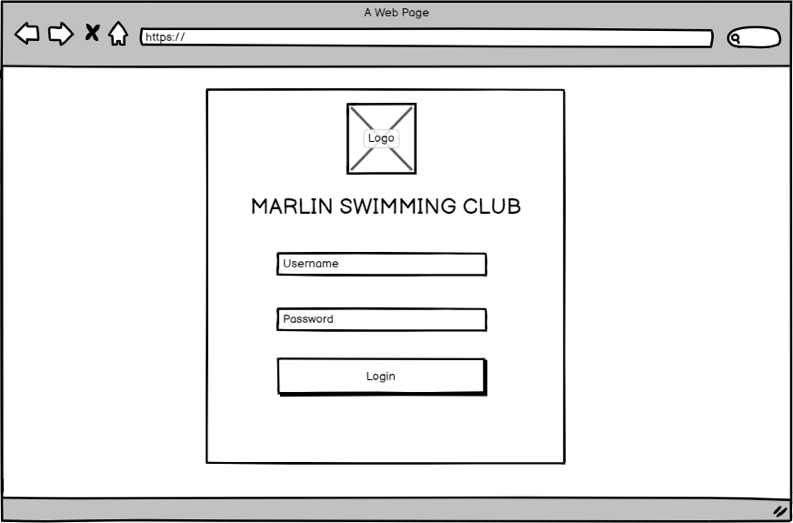 A Web Page
https://
Logo
MARLIN SWIMMING CLUB
Username
Password
Login